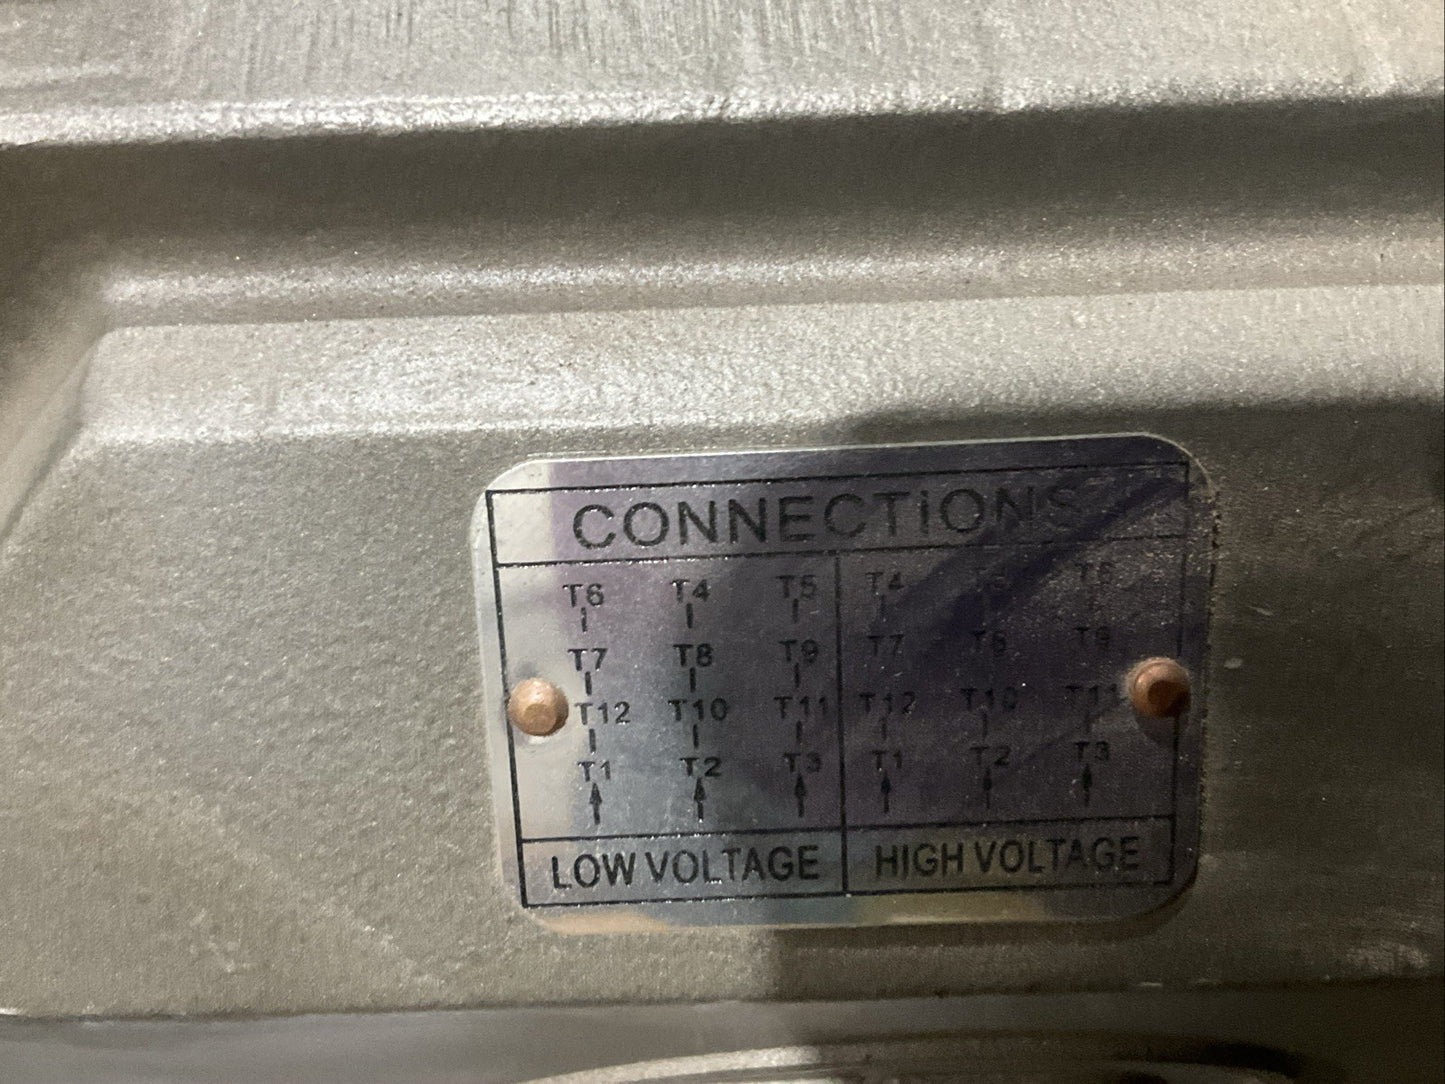 CONNECTIONS
T6 T4 T5 T4 T5 T6
T7 T8 T9 T7 T8 T9
T12 T10 T11 T12 T10 T11
T1 T2 T3 T1 T2 T3
LOW VOLTAGE HIGH VOLTAGE